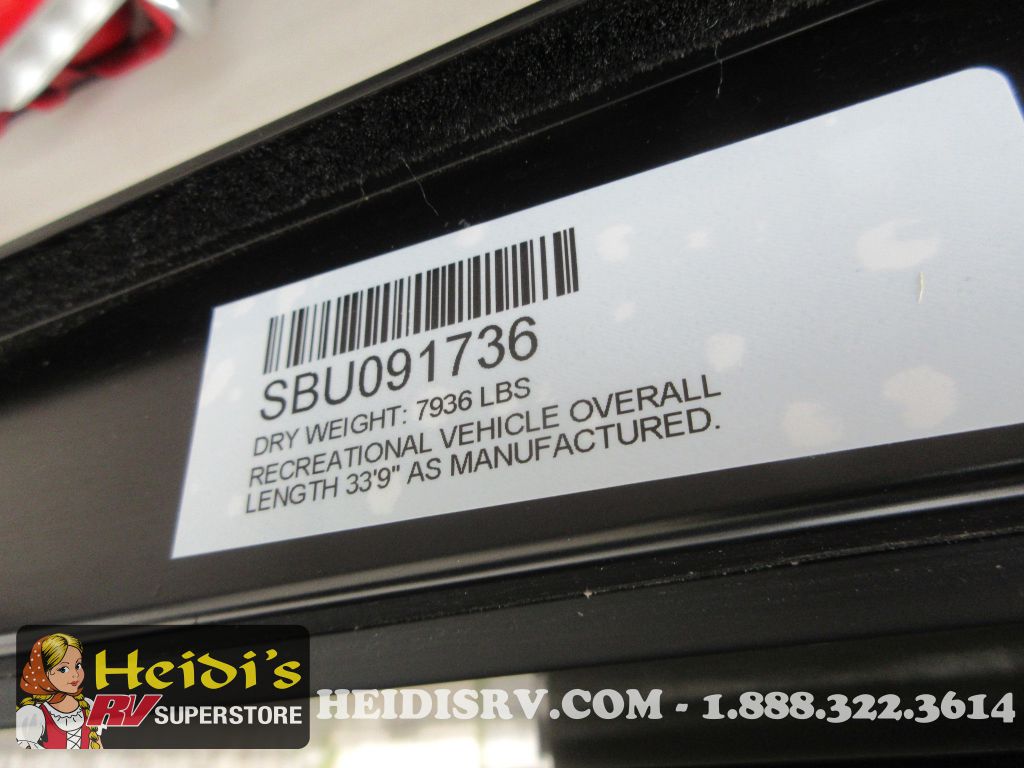 SBU091736
DRY WEIGHT: 7936 LBS
RECREATIONAL VEHICLE OVERALL
LENGTH 33'9" AS MANUFACTURED.
Heidi's
RV SUPERSTORE
HEIDISRV.COM - 1.888.322.3614